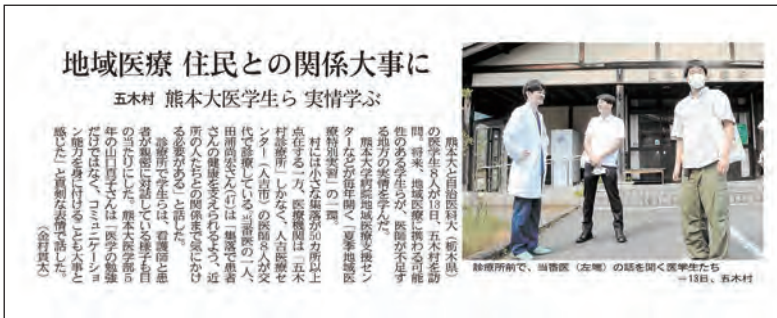 地域医療 住民との関係大事に
五木村 熊本大医学生ら 実情学ぶ
熊本大と自治医科大（栃木県）
の医学生8人が13日、五木村を訪
問。将来、地域医療に携わる可能
性のある学生らが、医師が不足す
る地方の実情を学んだ。
熊本大学病院地域医療支援セン
ターなどが毎年開く「夏季地域医
療特別実習」の一環。
村には小さな集落が50カ所以上
点在する一方、医療機関は「五木
村診療所」しかなく、人吉医療セ
ンター（人吉市）の医師8人が交
代で診療している。当番医の一人、
田浦尚宏さん(47)は「集落で患者
さんの健康を支えられるよう、近
所の人たちとの関係まで気にかけ
る必要がある」と話した。
診療所で学生らは、看護師と患
者が親密に対話している様子も目
の当たりにした。熊本大医学部5
年の山口真子さんは「医学の勉強
だけではなく、コミュニケーショ
ン能力を身に付けることも大事と
感じた」と真剣な表情で話した。
（金村貫太）
診療所前で、当番医（左端）の話を聞く医学生たち
＝13日、五木村